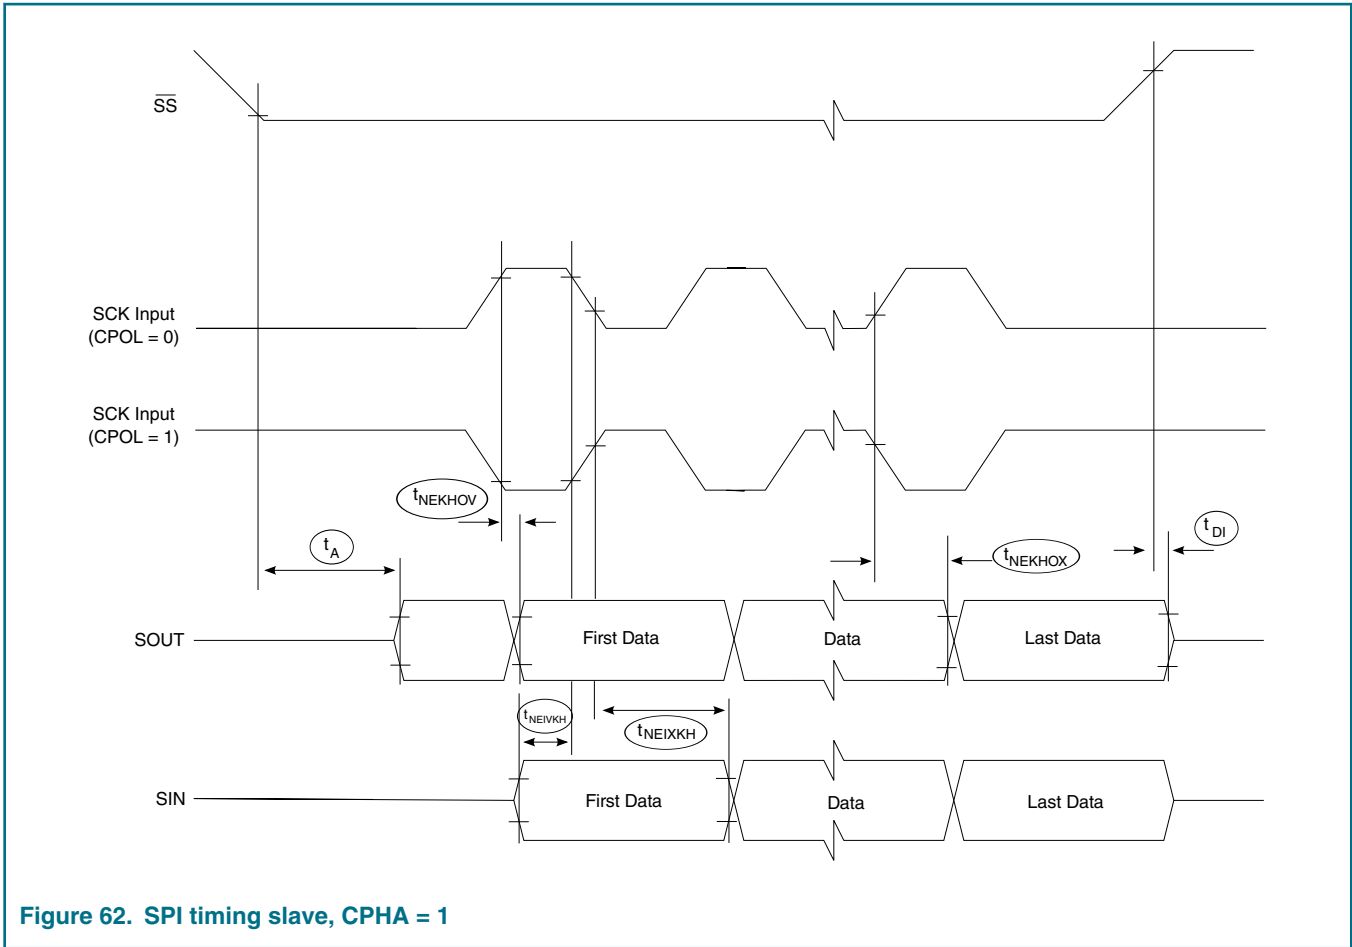 SS
SCK Input
(CPOL = 0)
SCK Input
(CPOL = 1)
tNEKHOV
tA
tNEKHOX
tDI
SOUT
First Data
Data
Last Data
tNEIVKH
tNEIXKH
SIN
First Data
Data
Last Data
Figure 62. SPI timing slave, CPHA = 1